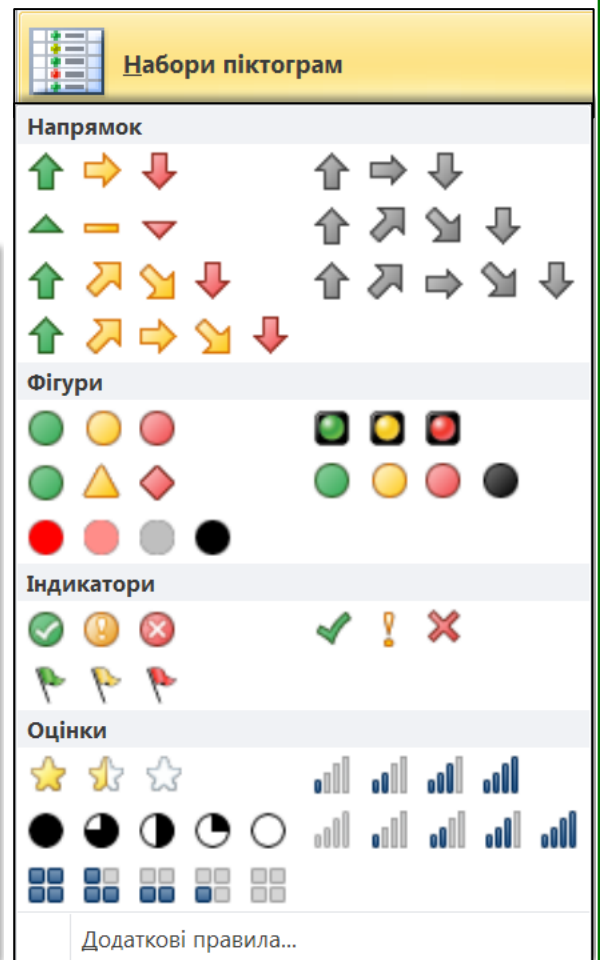 Набори піктограм
Напрямок
Фігури
Індикатори
Оцінки
Додаткові правила...